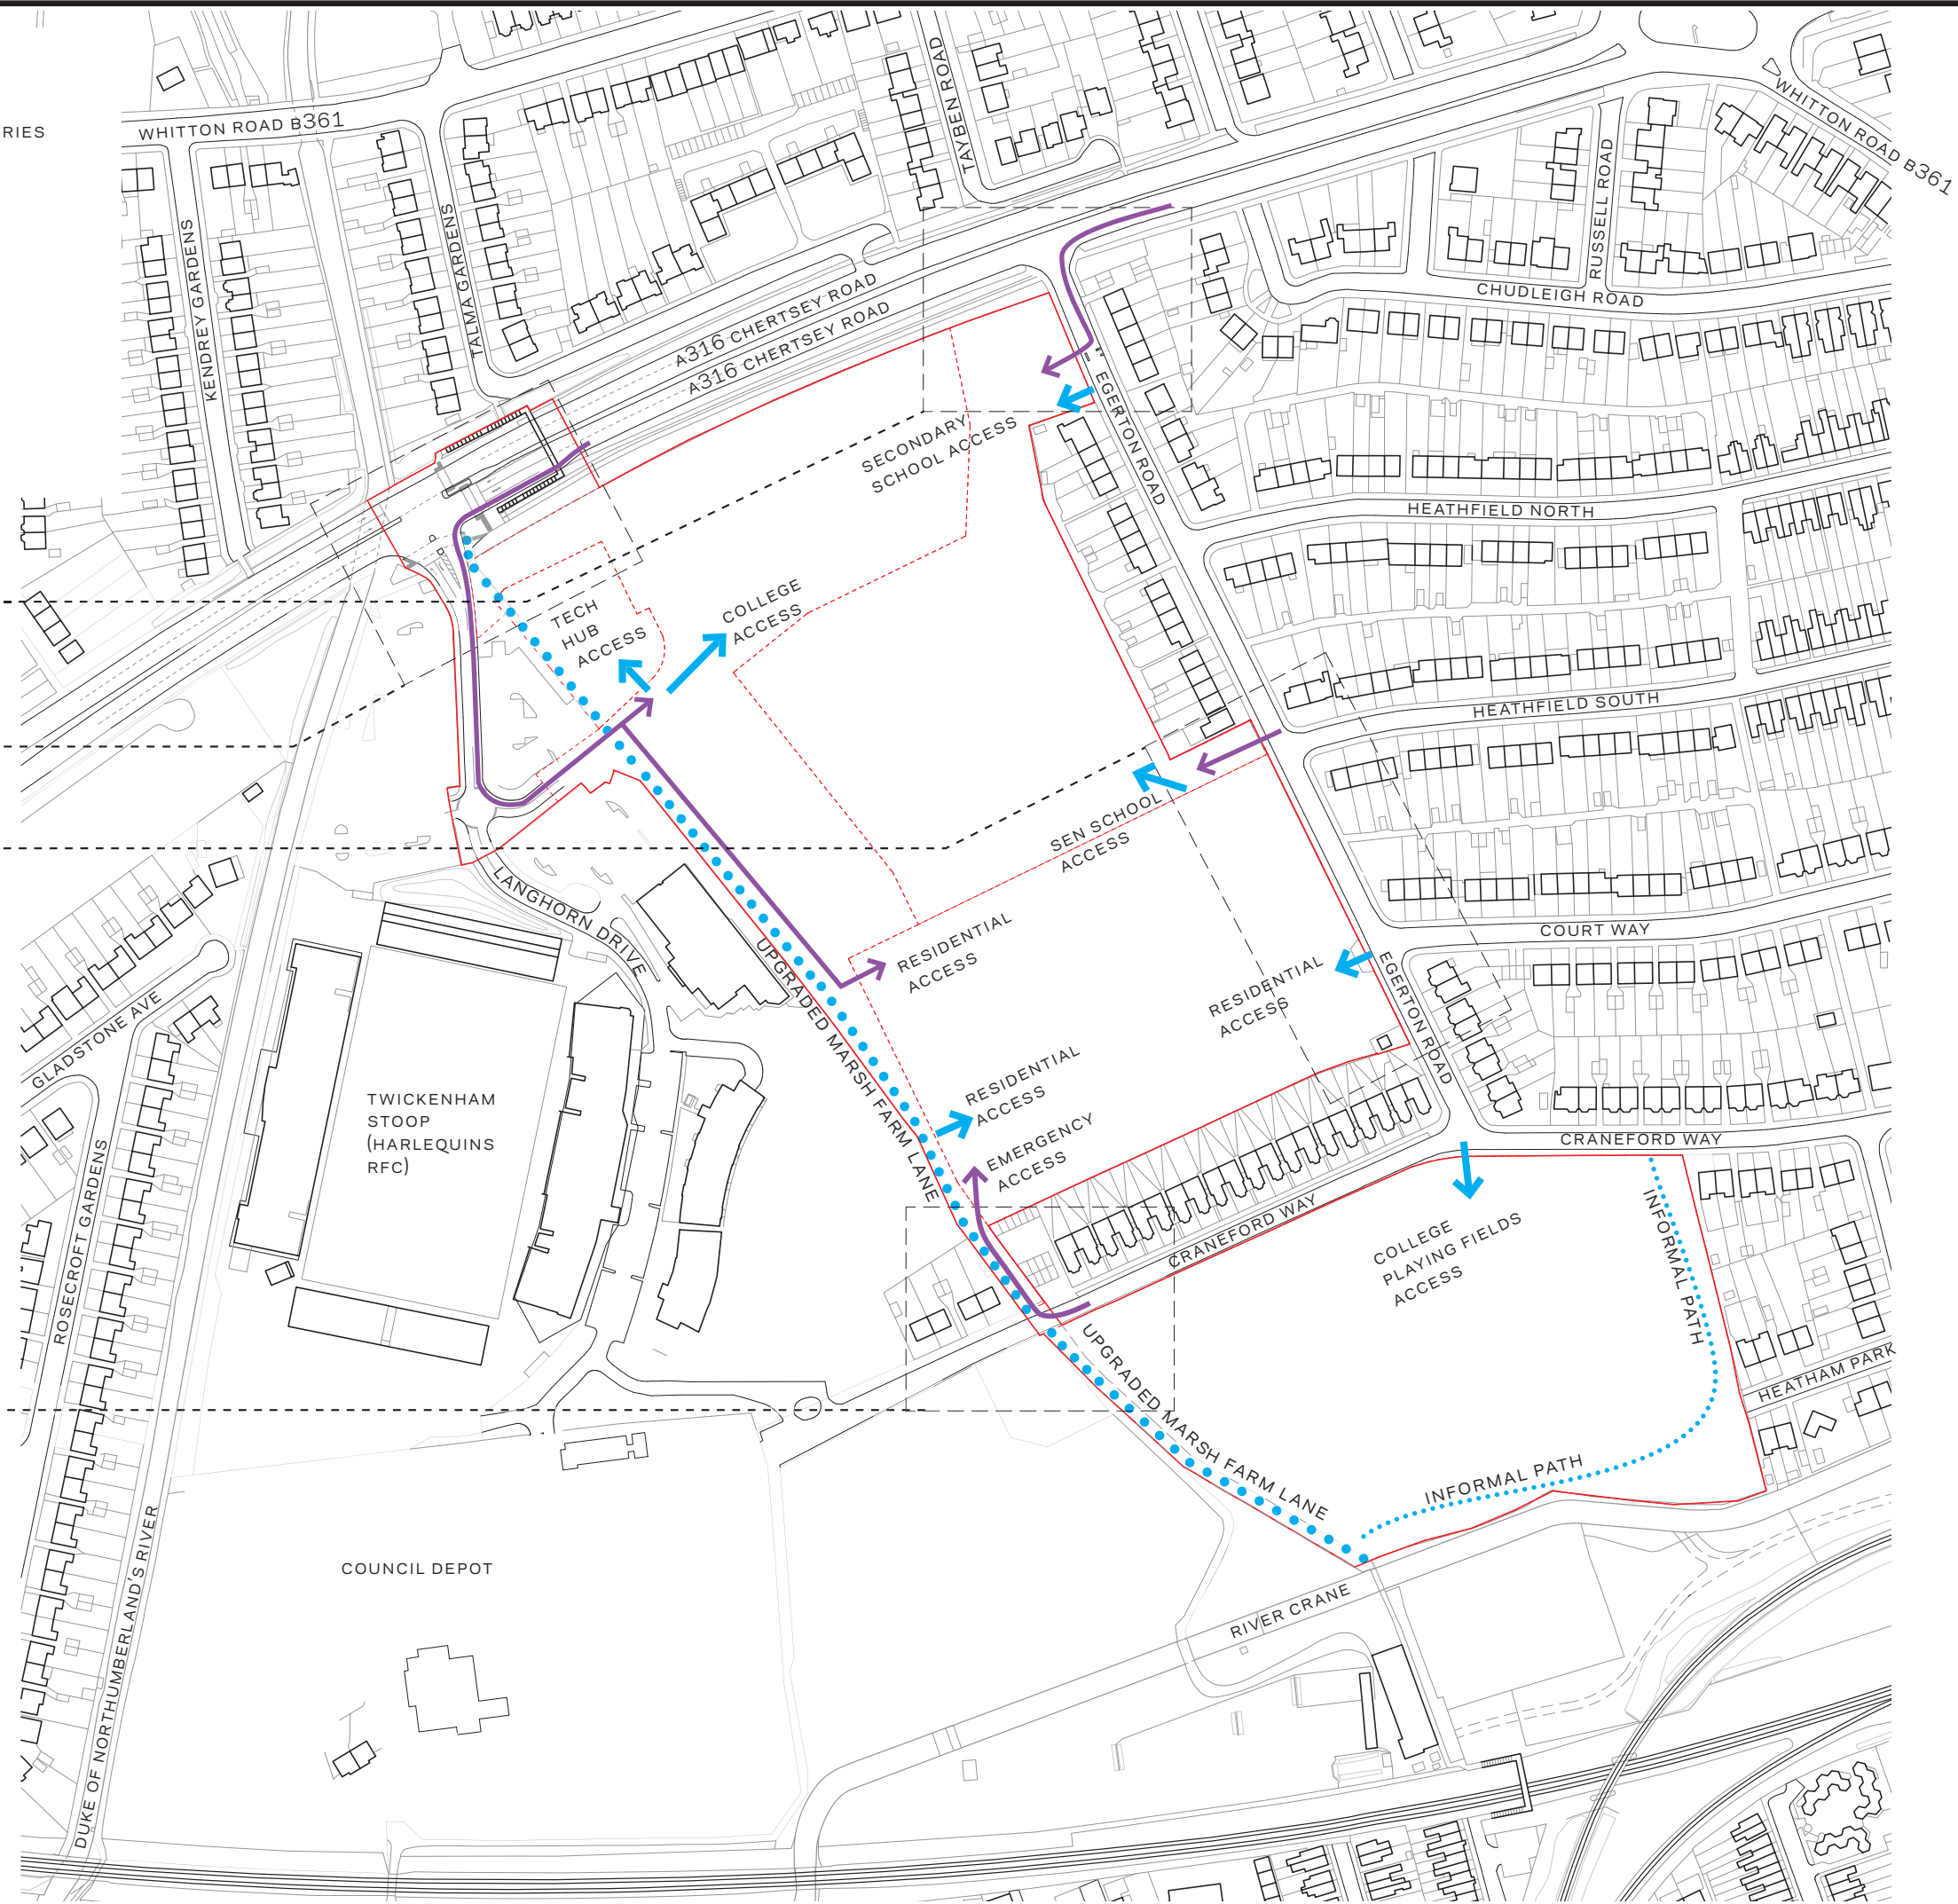 RIES
WHITTON ROAD B361
TAYBEN ROAD
WHITTON ROAD B361
RUSSELL ROAD
KENDREY GARDENS
TALMA GARDENS
CHUDLEIGH ROAD
A316 CHERTSEY ROAD
A316 CHERTSEY ROAD
EGERTON ROAD
SECONDARY
SCHOOL ACCESS
HEATHFIELD NORTH
TECH
HUB
ACCESS
COLLEGE
ACCESS
HEATHFIELD SOUTH
SEN SCHOOL
ACCESS
LANGHORN DRIVE
COURT WAY
RESIDENTIAL
ACCESS
RESIDENTIAL
ACCESS
EGERTON ROAD
UPGRADED MARSH FARM LANE
GLADSTONE AVE
TWICKENHAM
STOOP
(HARLEQUINS
RFC)
RESIDENTIAL
ACCESS
EMERGENCY
ACCESS
CRANEFORD WAY
ROSECROFT GARDENS
CRANEFORD WAY
COLLEGE
PLAYING FIELDS
ACCESS
INFORMAL PATH
HEATHAM PARK
UPGRADED MARSH FARM LANE
INFORMAL PATH
COUNCIL DEPOT
RIVER CRANE
DUKE OF NORTHUMBERLAND'S RIVER